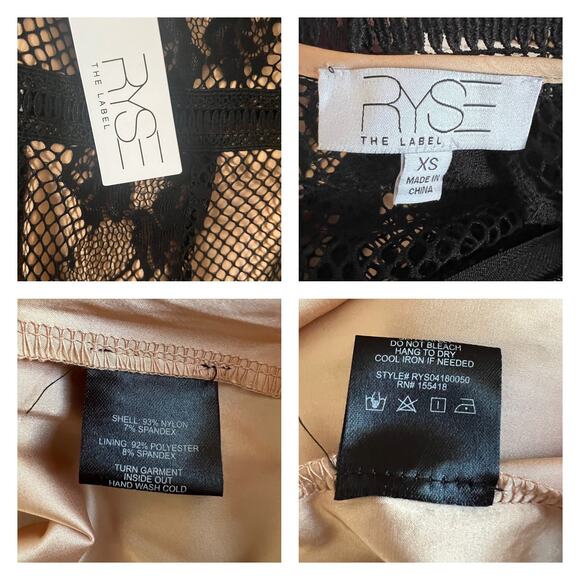 RYSE
THE LABEL
RYSE
THE LABEL
XS
MADE IN
CHINA
SHELL: 93% NYLON
7% SPANDEX
LINING: 92% POLYESTER
8% SPANDEX
TURN GARMENT
INSIDE OUT
HAND WASH COLD
DO NOT BLEACH
HANG TO DRY
COOL IRON IF NEEDED
STYLE# RYS04180050
RN# 155418